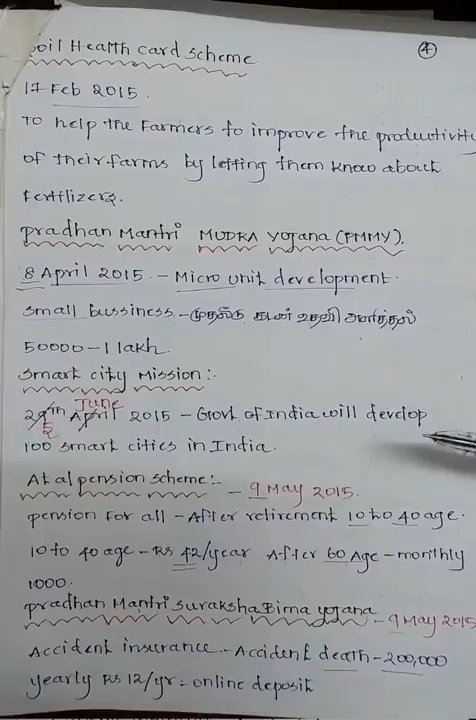 Soil Health card scheme. 4
17 Feb 2015.
To help the Farmers to improve the productivity
of their farms by letting them know about
fertilizers.
pradhan Mantri MUDRA yojana (PMMY).
8 April 2015. - Micro unit development.
small bussiness - கடன் உதவி அளித்தல்
50000 - 1 lakh.
smart city Mission:-
June
25th April 2015 - Govt of India will develop
100 smart cities in India.
Atal pension scheme:- - 9 May 2015.
pension for all - After retirement 10 to 40 age.
10 to 40 age - Rs 42/year After 60 Age - monthly
1000.
pradhan Mantri Suraksha Bima yojana - 9 May 2015
Accident insurance - Accident death - 200,000
yearly Rs 12/yr - online deposit